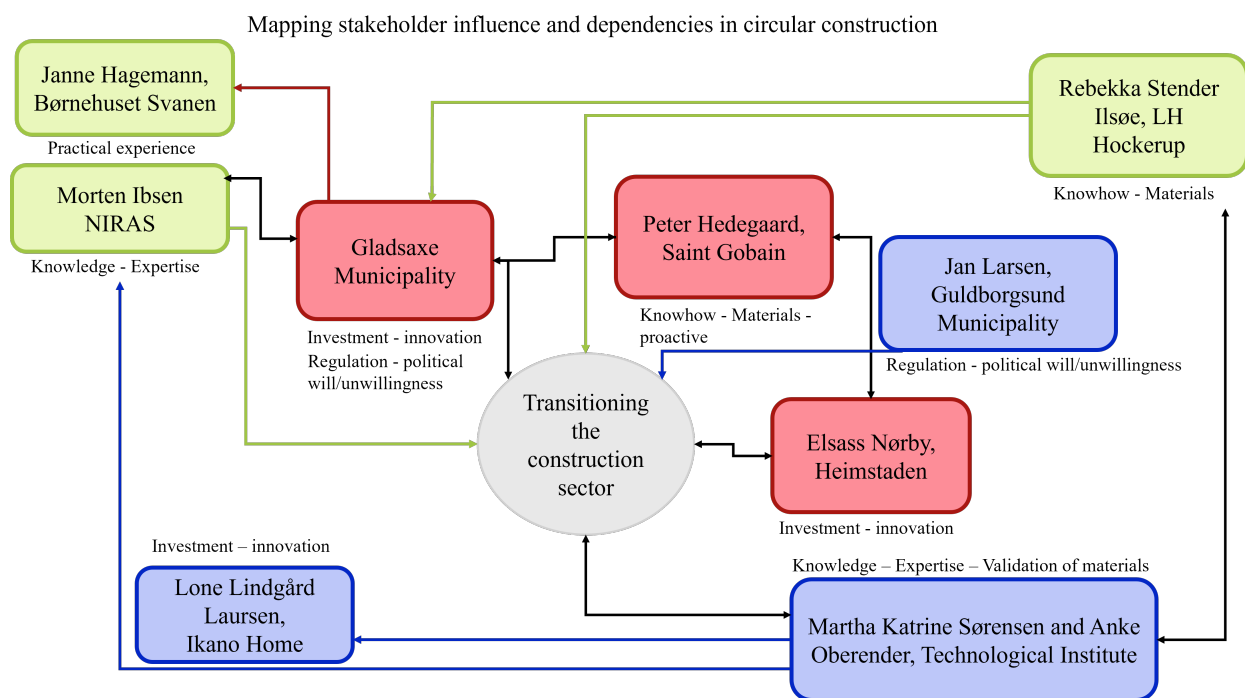 Mapping stakeholder influence and dependencies in circular construction
Janne Hagemann,
Børnehuset Svanen
Practical experience
Morten Ibsen
NIRAS
Knowledge - Expertise
Gladsaxe
Municipality
Investment - innovation
Regulation - political
will/unwillingness
Peter Hedegaard,
Saint Gobain
Knowhow - Materials -
proactive
Rebekka Stender
Ilsøe, LH
Hockerup
Knowhow - Materials
Jan Larsen,
Guldborgsund
Municipality
Regulation - political will/unwillingness
Transitioning
the
construction
sector
Elsass Nørby,
Heimstaden
Investment - innovation
Investment – innovation
Lone Lindgård
Laursen,
Ikano Home
Knowledge – Expertise – Validation of materials
Martha Katrine Sørensen and Anke
Oberender, Technological Institute